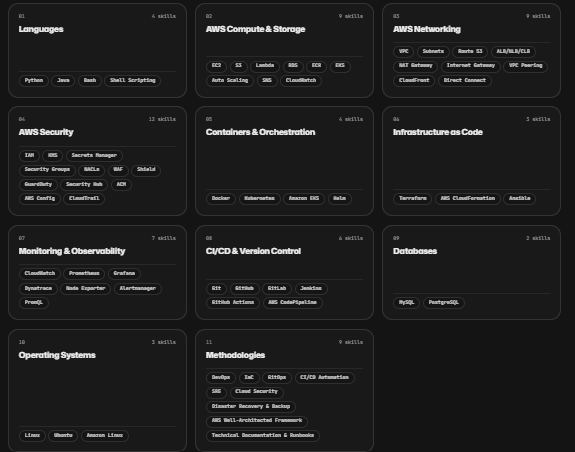 01 4 skills
Languages
Python Java Bash Shell Scripting
02 9 skills
AWS Compute & Storage
EC2 S3 Lambda RDS ECR EKS
Auto Scaling SNS CloudWatch
03 9 skills
AWS Networking
VPC Subnets Route 53 ALB/NLB/CLB
NAT Gateway Internet Gateway VPC Peering
CloudFront Direct Connect
04 12 skills
AWS Security
IAM KMS Secrets Manager
Security Groups NACLs WAF Shield
GuardDuty Security Hub ACM
AWS Config CloudTrail
05 4 skills
Containers & Orchestration
Docker Kubernetes Amazon EKS Helm
06 3 skills
Infrastructure as Code
Terraform AWS CloudFormation Ansible
07 7 skills
Monitoring & Observability
CloudWatch Prometheus Grafana
Dynatrace Node Exporter Alertmanager
PromQL
08 6 skills
CI/CD & Version Control
Git GitHub GitLab Jenkins
GitHub Actions AWS CodePipeline
09 2 skills
Databases
MySQL PostgreSQL
10 3 skills
Operating Systems
Linux Ubuntu Amazon Linux
11 9 skills
Methodologies
DevOps IaC GitOps CI/CD Automation
SRE Cloud Security
Disaster Recovery & Backup
AWS Well-Architected Framework
Technical Documentation & Runbooks